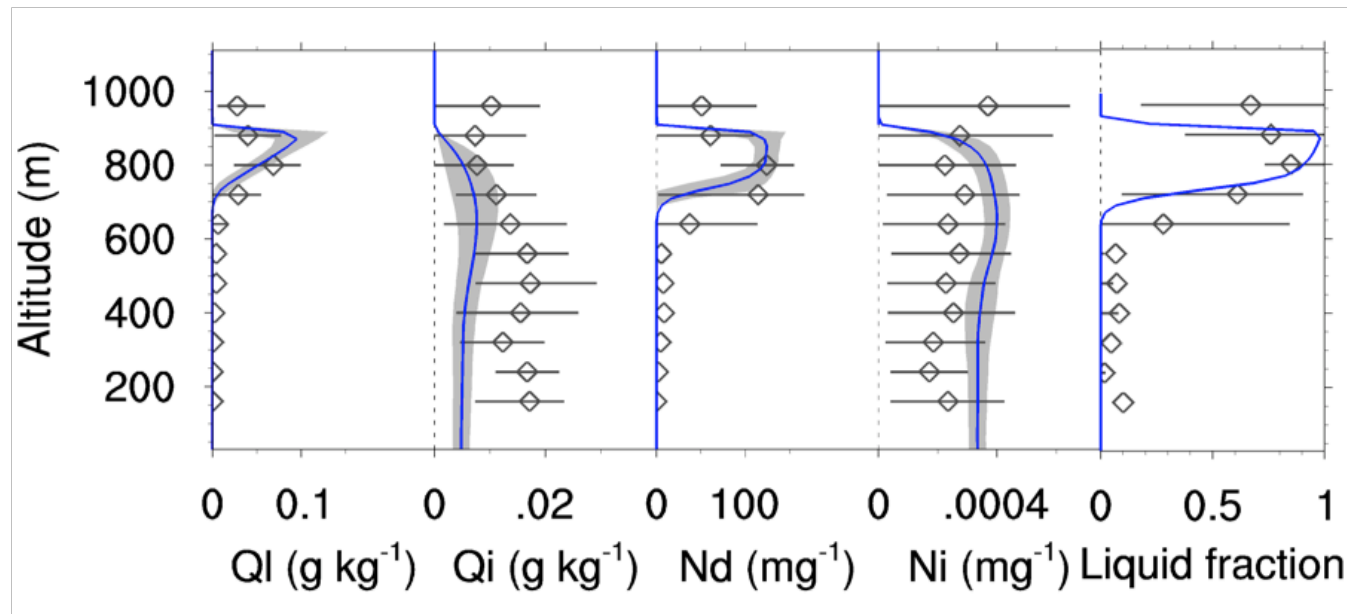 Altitude (m)
1000
800
600
400
200
0 0.1
Ql (g kg⁻¹)
0 .02
Qi (g kg⁻¹)
0 100
Nd (mg⁻¹)
0 .0004
Ni (mg⁻¹)
0 0.5 1
Liquid fraction